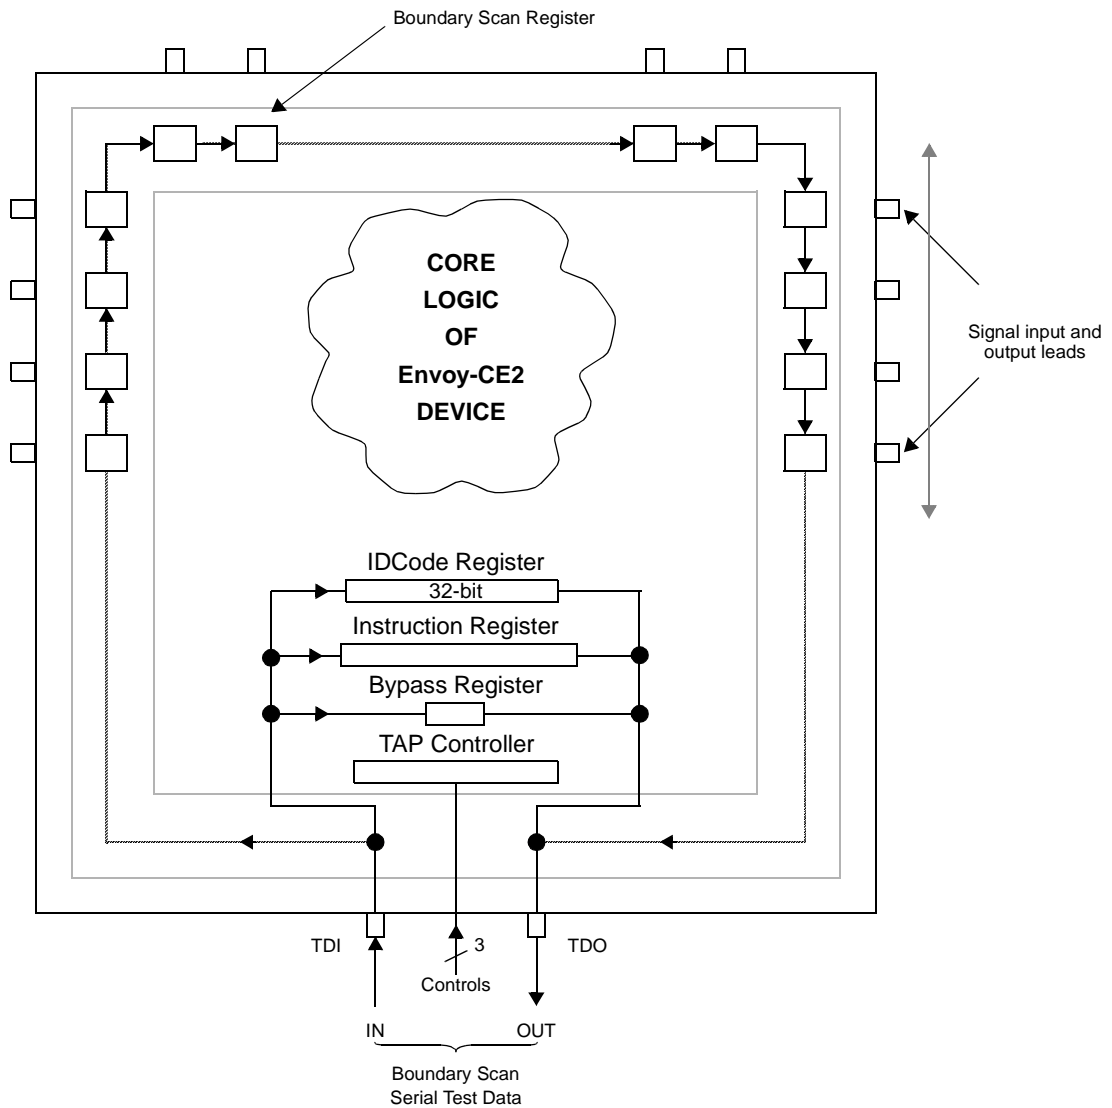 Boundary Scan Register
CORE
LOGIC
OF
Envoy-CE2
DEVICE
Signal input and
output leads
IDCode Register
32-bit
Instruction Register
Bypass Register
TAP Controller
TDI
3
TDO
Controls
IN
OUT
Boundary Scan
Serial Test Data